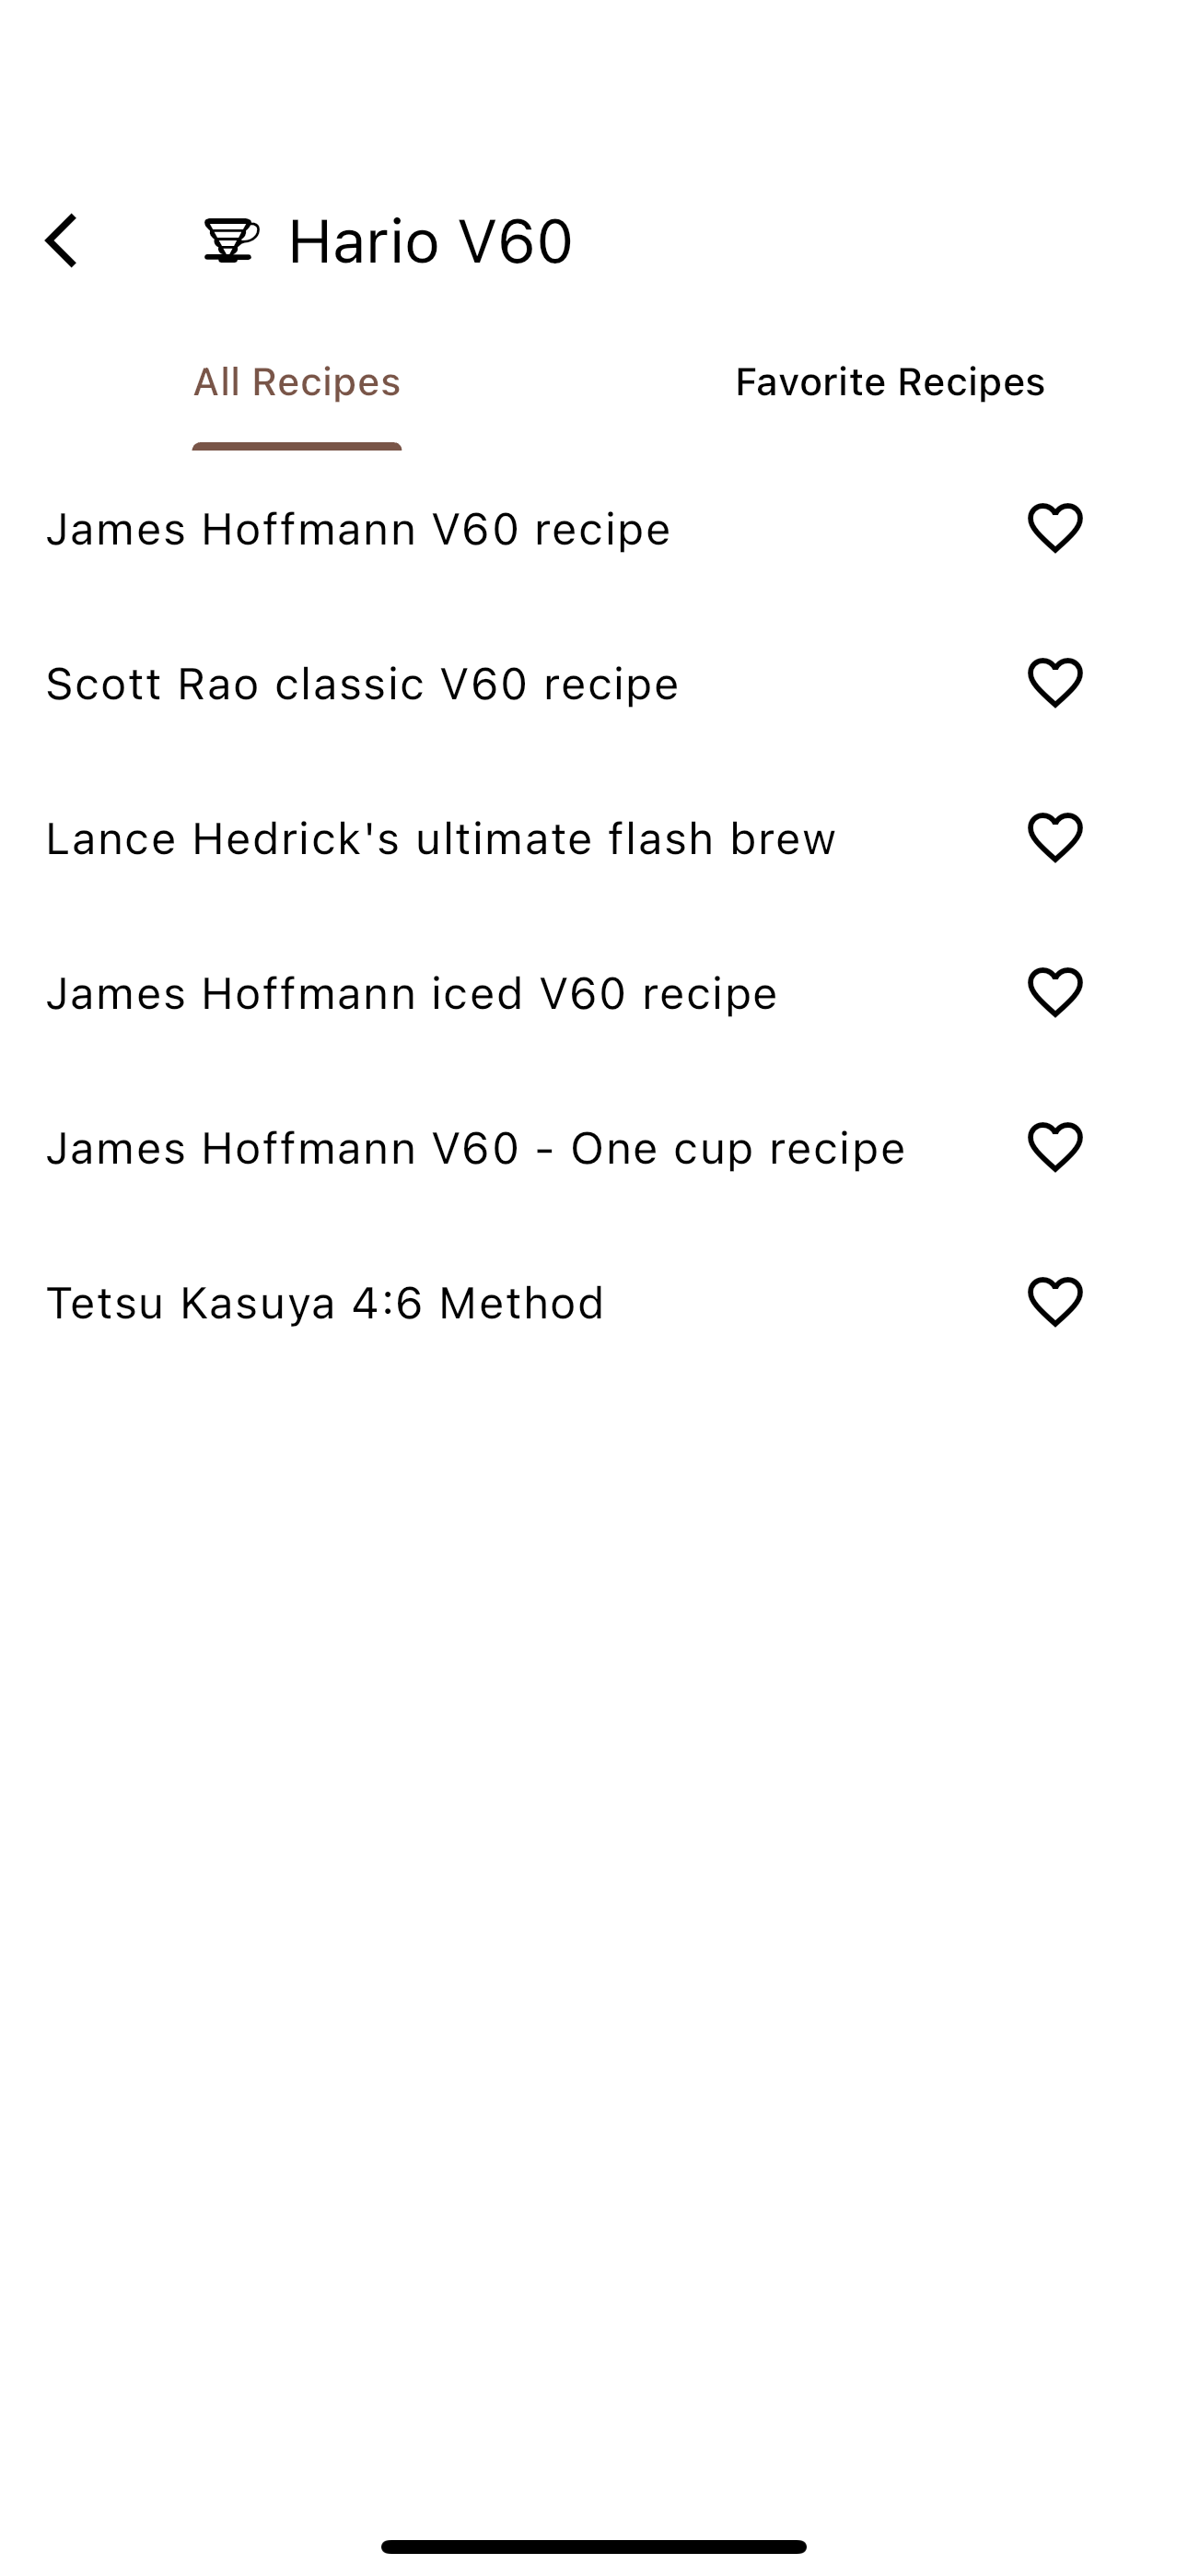 Hario V60
All Recipes
Favorite Recipes
James Hoffmann V60 recipe
Scott Rao classic V60 recipe
Lance Hedrick's ultimate flash brew
James Hoffmann iced V60 recipe
James Hoffmann V60 - One cup recipe
Tetsu Kasuya 4:6 Method